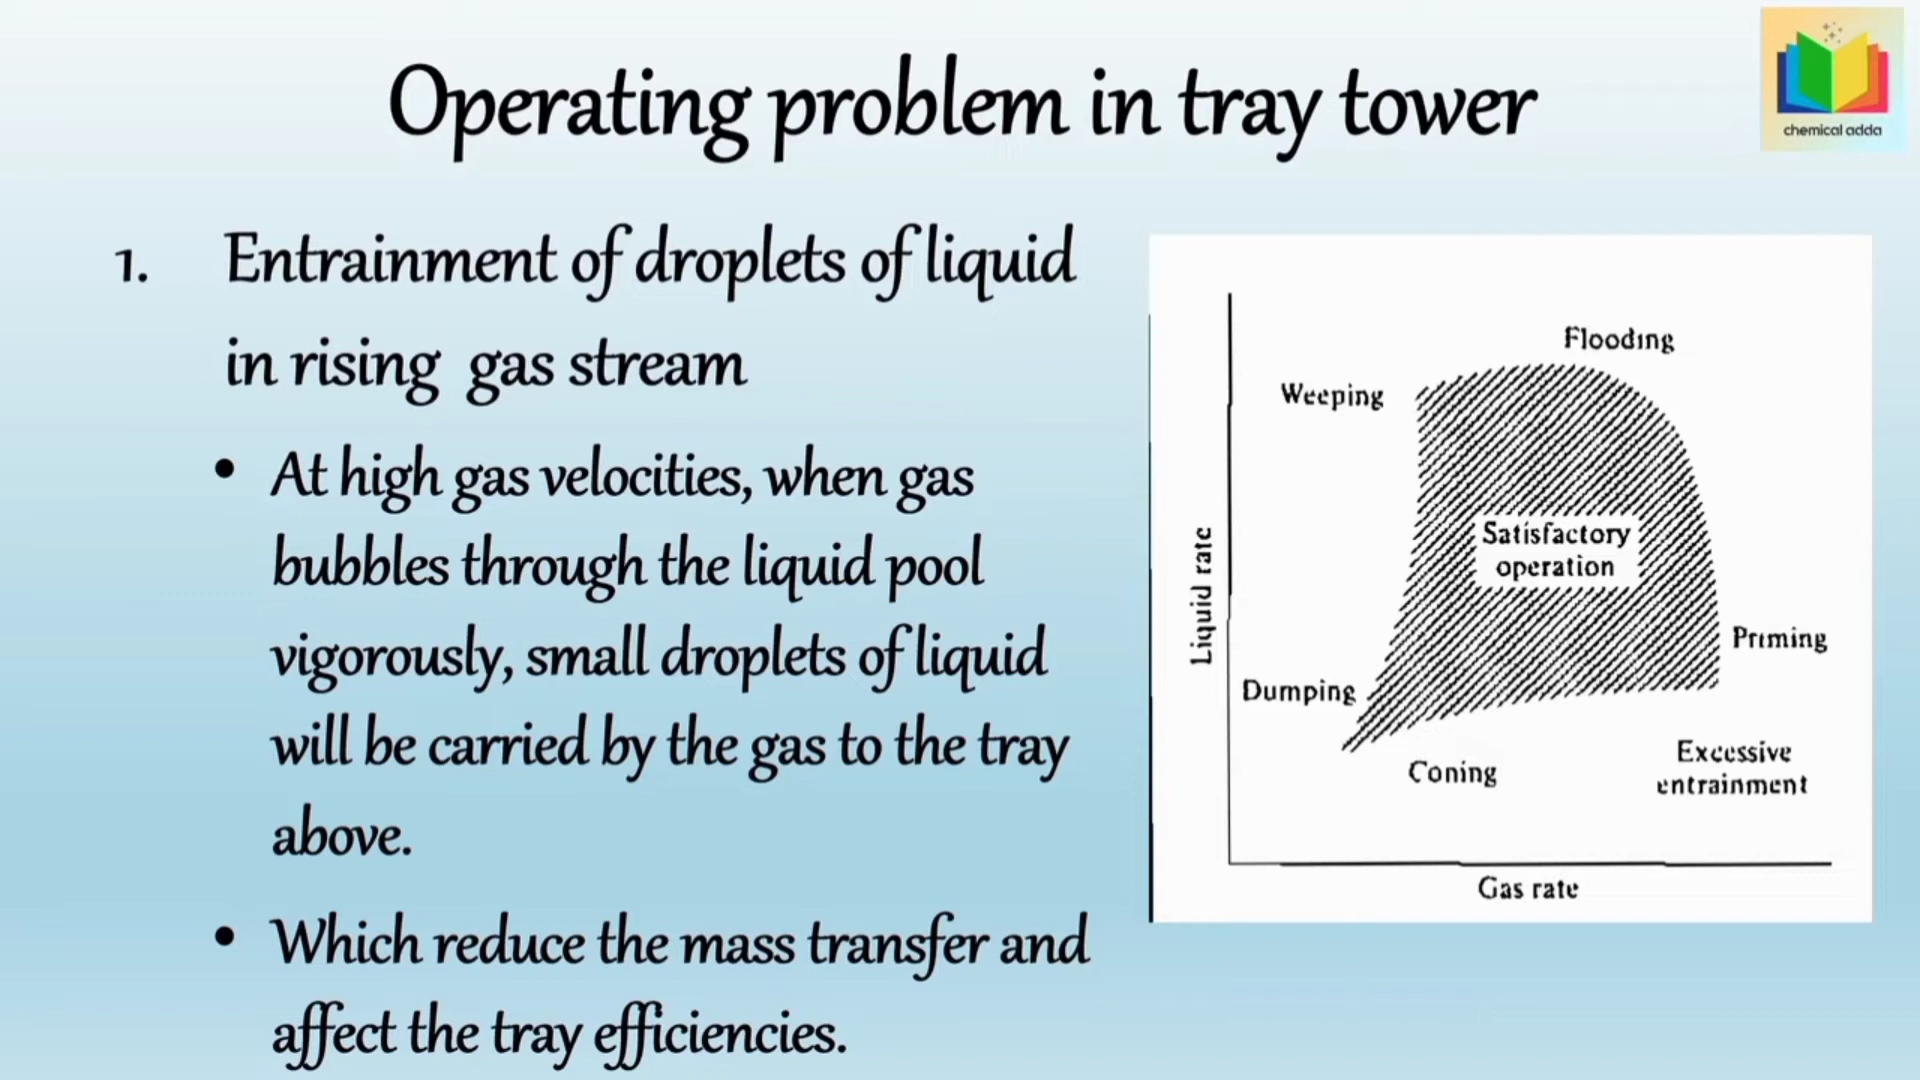 Operating problem in tray tower
chemical adda
1. Entrainment of droplets of liquid
in rising gas stream
• At high gas velocities, when gas
bubbles through the liquid pool
vigorously, small droplets of liquid
will be carried by the gas to the tray
above.
• Which reduce the mass transfer and
affect the tray efficiencies.
Flooding
Weeping
Satisfactory
operation
Liquid rate
Priming
Dumping
Coning
Excessive
entrainment
Gas rate